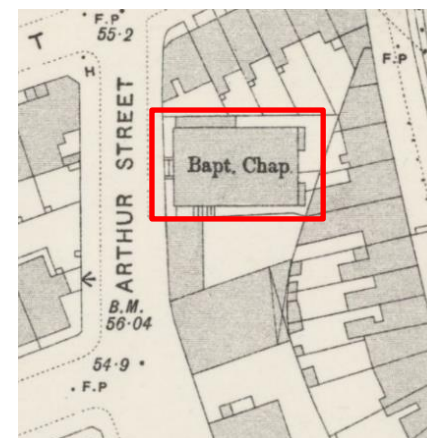 F.P
55·2
T
H
F.P
ARTHUR STREET
Bapt. Chap.
B.M.
56·04
54·9
F.P